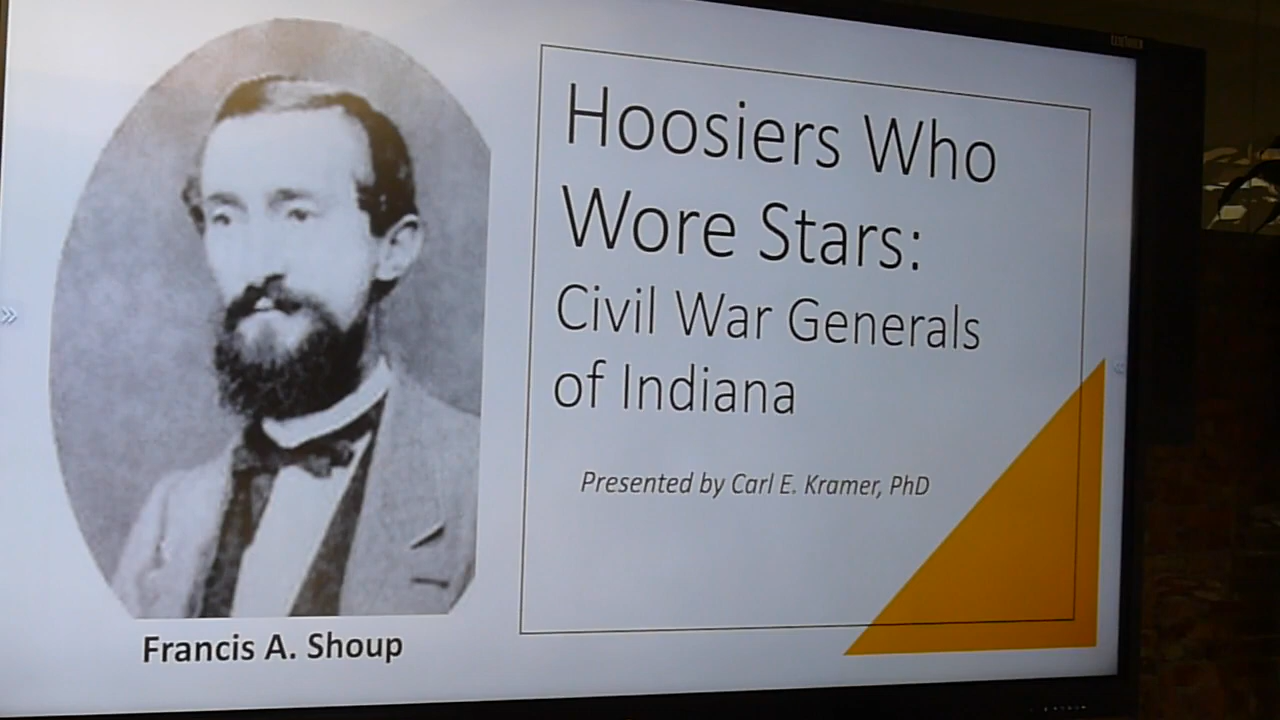 Hoosiers Who
Wore Stars:
Civil War Generals
of Indiana
Presented by Carl E. Kramer, PhD
Francis A. Shoup